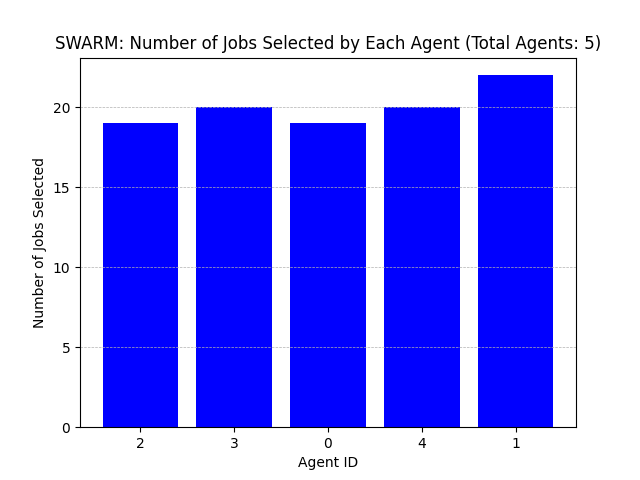 SWARM: Number of Jobs Selected by Each Agent (Total Agents: 5)
20
15
10
5
0
Number of Jobs Selected
2 3 0 4 1
Agent ID